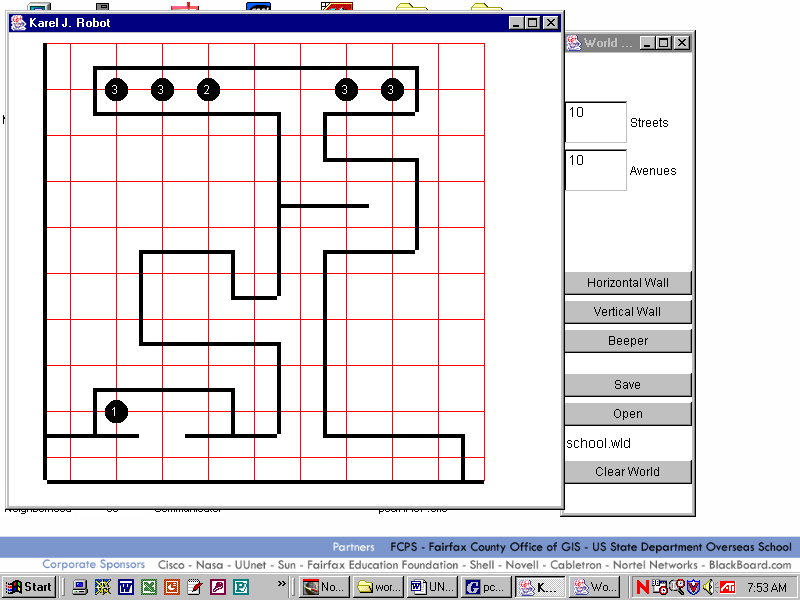 Karel J. Robot
3 3 2 3 3
1
World ...
10
Streets
10
Avenues
Horizontal Wall
Vertical Wall
Beeper
Save
Open
school.wld
Clear World
Partners FCPS - Fairfax County Office of GIS - US State Department Overseas School
Corporate Sponsors Cisco - Nasa - UUnet - Sun - Fairfax Education Foundation - Shell - Novell - Cabletron - Nortel Networks - BlackBoard.com
Start
»
No...
wor...
UN...
pc...
K...
Wo...
7:53 AM